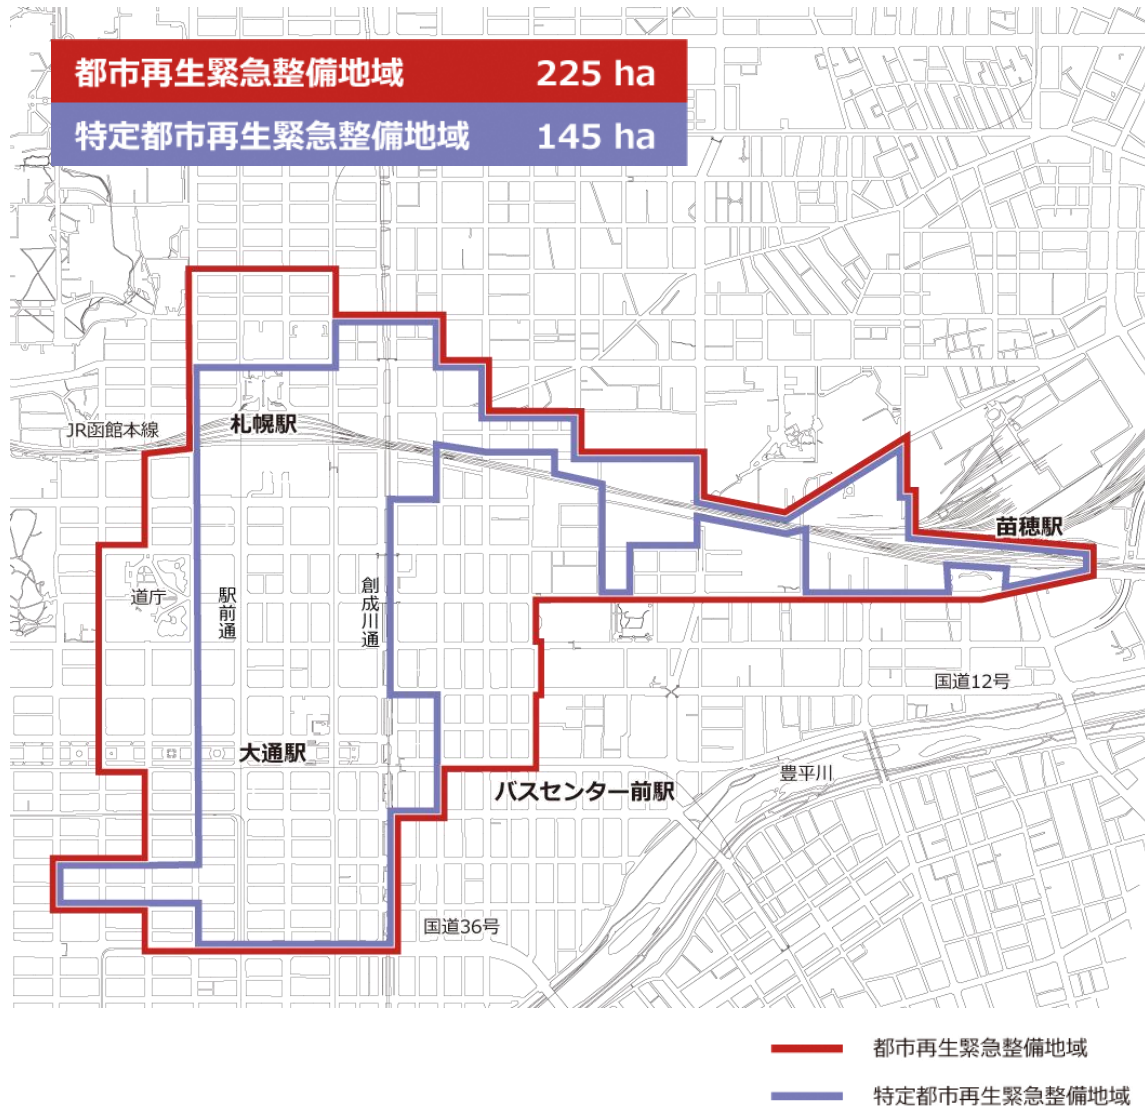 都市再生緊急整備地域 225 ha
特定都市再生緊急整備地域 145 ha
JR函館本線
札幌駅
苗穂駅
道庁
駅前通
創成川通
国道12号
大通駅
バスセンター前駅
豊平川
国道36号
都市再生緊急整備地域
特定都市再生緊急整備地域